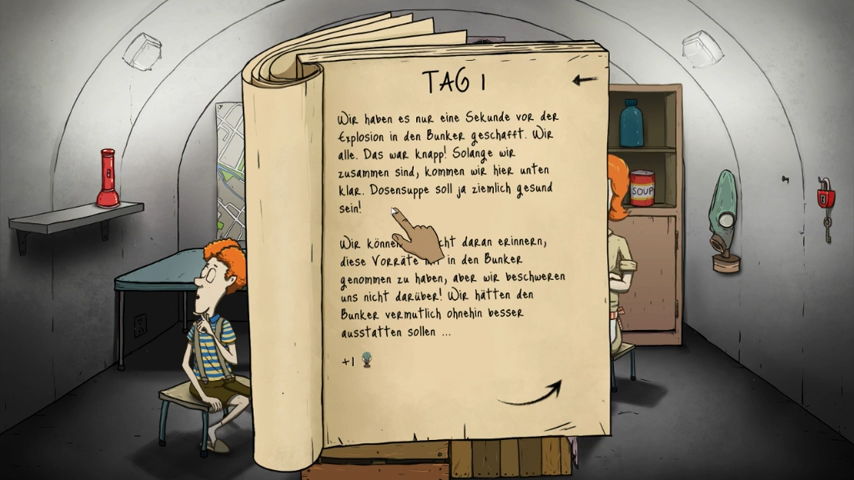 TAG 1
Wir haben es nur eine Sekunde vor der
Explosion in den Bunker geschafft. Wir
alle. Das war knapp! Solange wir
zusammen sind, kommen wir hier unten
klar. Dosensuppe soll ja ziemlich gesund
sein!
Wir können daran erinnern,
diese Vorräte in den Bunker
genommen zu haben, aber wir beschweren
uns nicht darüber! Wir hätten den
Bunker vermutlich ohnehin besser
ausstatten sollen ...
+1
SOUP